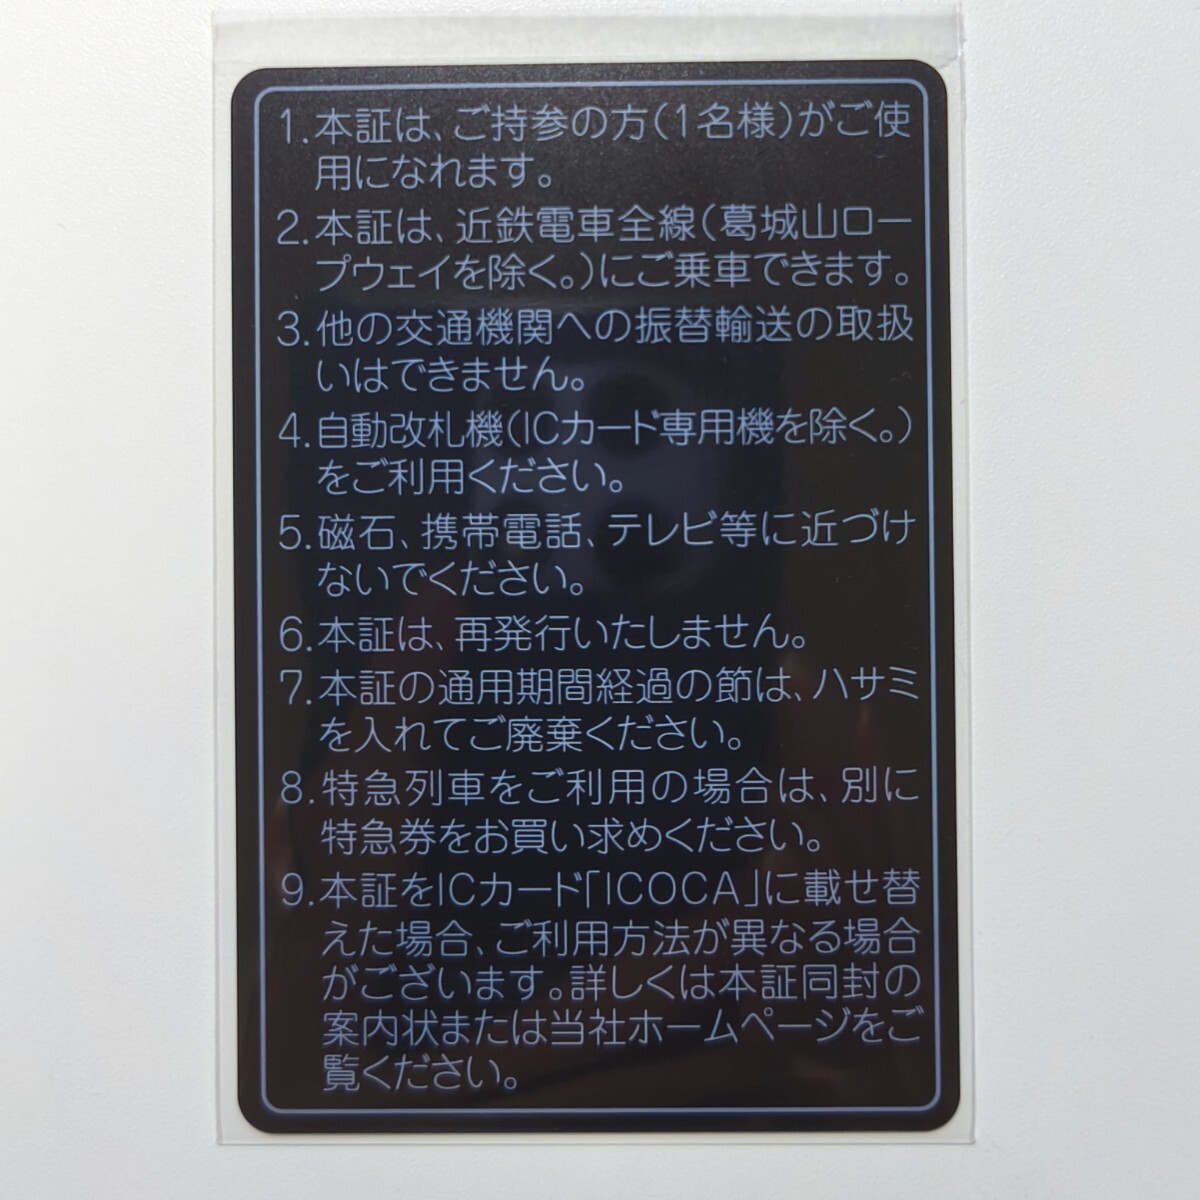 1.本証は、ご持参の方(1名様)がご使
用になれます。
2.本証は、近鉄電車全線(葛城山ロー
プウェイを除く。)にご乗車できます。
3.他の交通機関への振替輸送の取扱
いはできません。
4.自動改札機(ICカード専用機を除く。)
をご利用ください。
5.磁石、携帯電話、テレビ等に近づけ
ないでください。
6.本証は、再発行いたしません。
7.本証の通用期間経過の節は、ハサミ
を入れてご廃棄ください。
8.特急列車をご利用の場合は、別に
特急券をお買い求めください。
9.本証をICカード「ICOCA」に載せ替
えた場合、ご利用方法が異なる場合
がございます。詳しくは本証同封の
案内状または当社ホームページをご
覧ください。